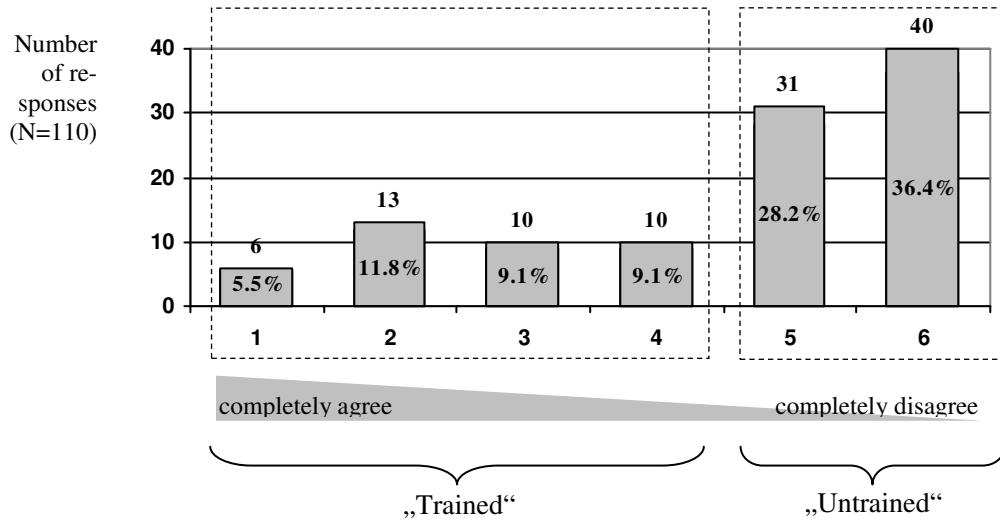 Number
of re-
sponses
(N=110)
40
30
20
10
0
6
13
10
10
31
40
5.5%
11.8%
9.1%
9.1%
28.2%
36.4%
1 2 3 4 5 6
completely agree completely disagree
„Trained“ „Untrained“